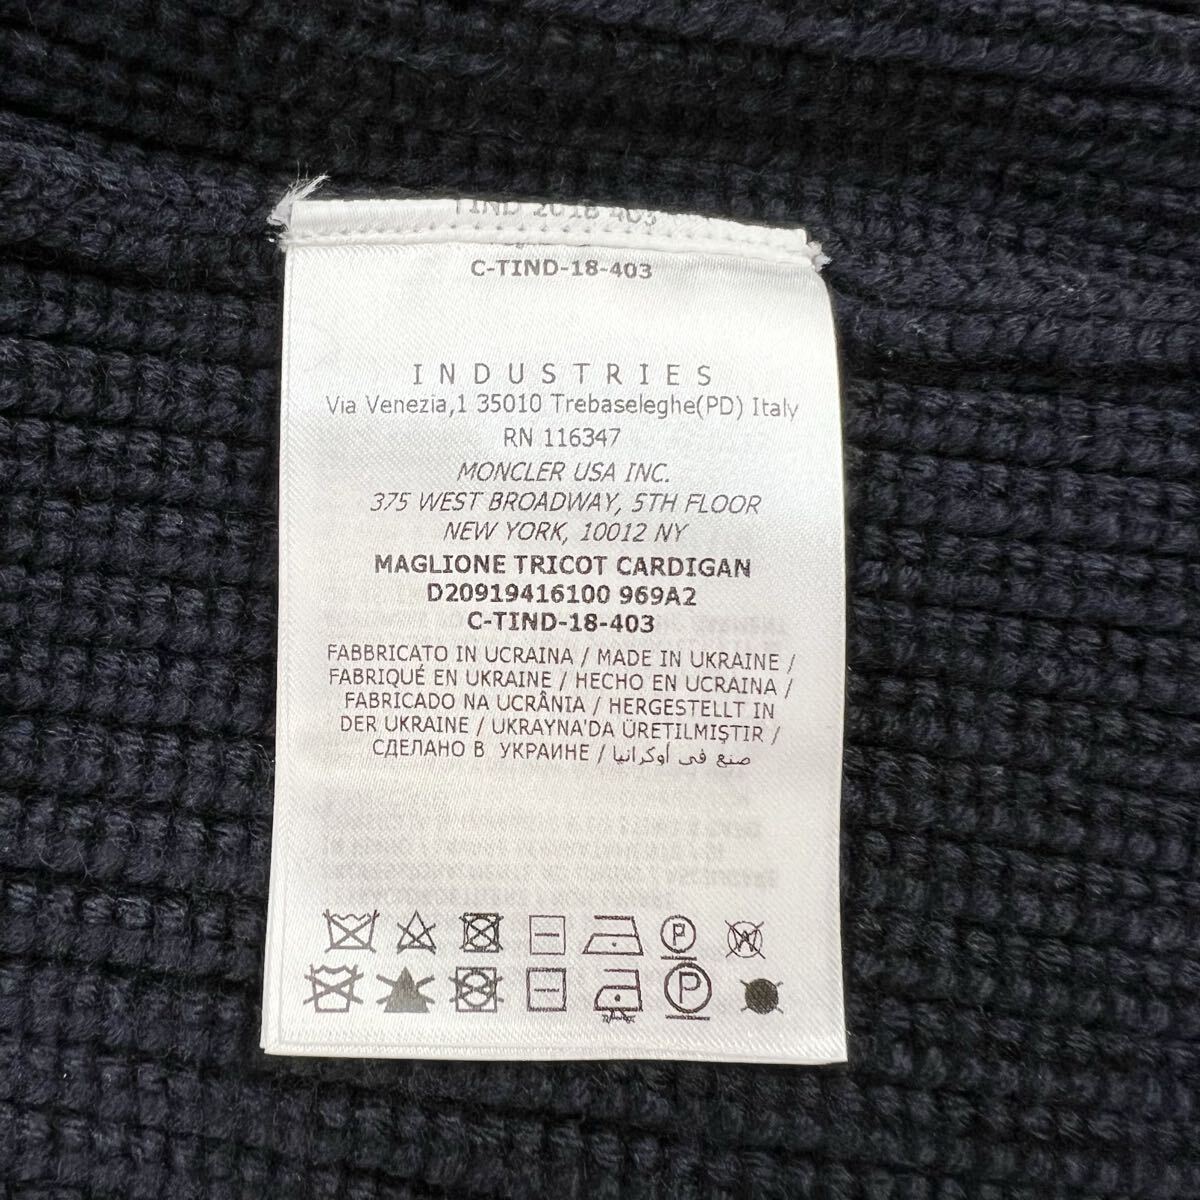 TIND 2018 403
C-TIND-18-403
INDUSTRIES
Via Venezia,1 35010 Trebaseleghe(PD) Italy
RN 116347
MONCLER USA INC.
375 WEST BROADWAY, 5TH FLOOR
NEW YORK, 10012 NY
MAGLIONE TRICOT CARDIGAN
D20919416100 969A2
C-TIND-18-403
FABBRICATO IN UCRAINA / MADE IN UKRAINE /
FABRIQUÉ EN UKRAINE / HECHO EN UCRAINA /
FABRICADO NA UCRÂNIA / HERGESTELLT IN
DER UKRAINE / UKRAYNA'DA ÜRETILMIŞTIR /
СДЕЛАНО В УКРАИНЕ / صنع في أوكرانيا
P W
P